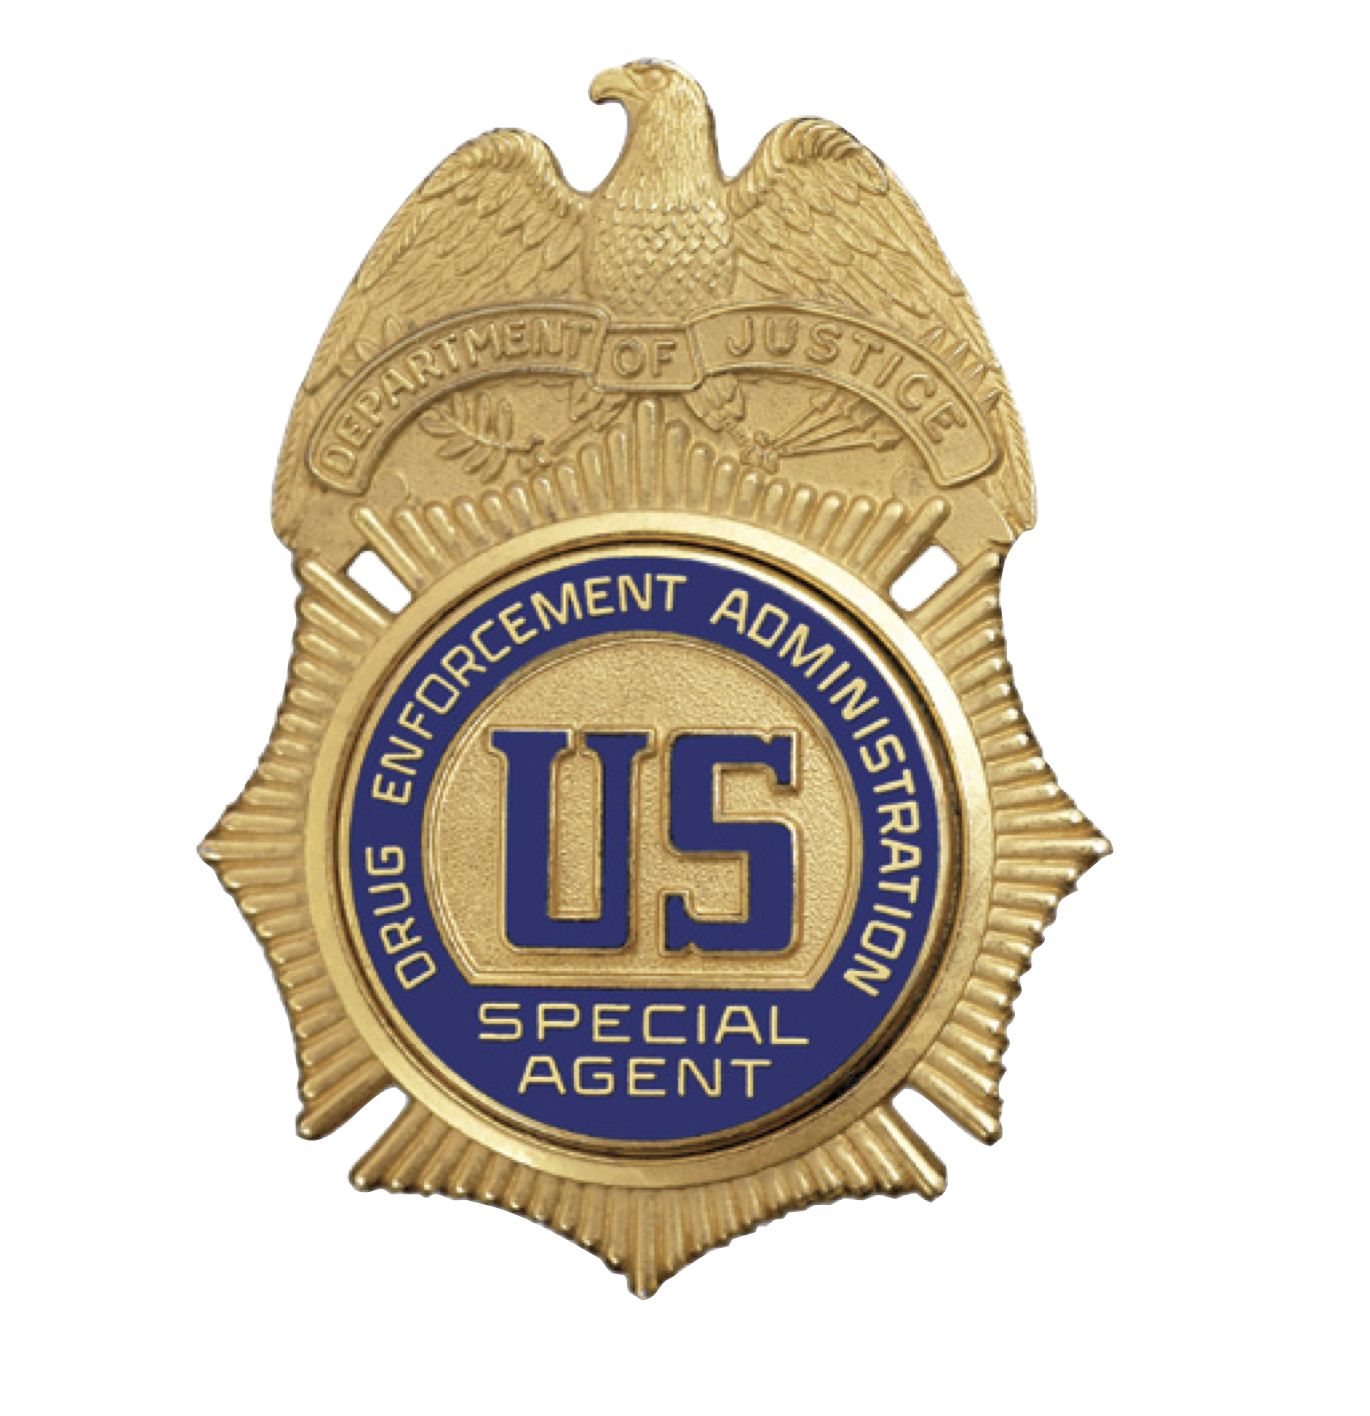 DEPARTMENT OF JUSTICE
DRUG ENFORCEMENT ADMINISTRATION
US
SPECIAL
AGENT